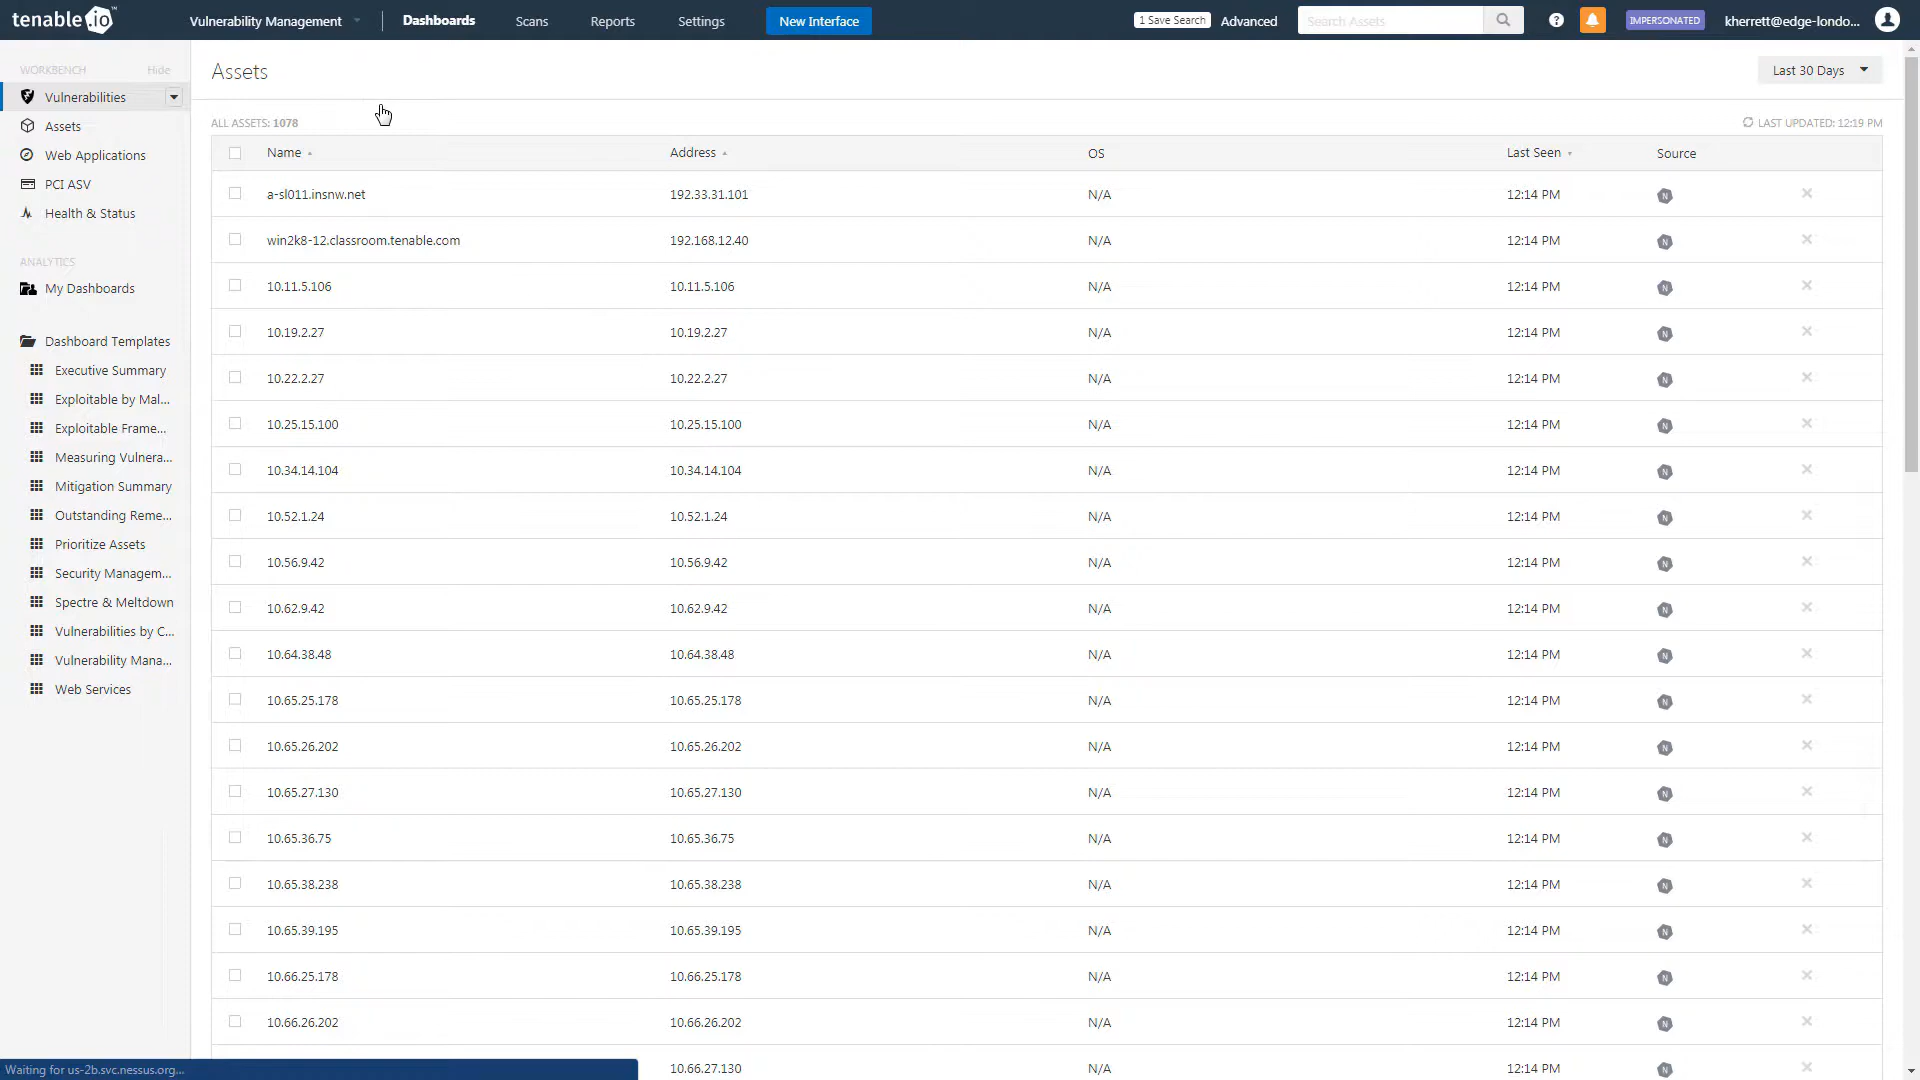 tenable.io™ Vulnerability Management Dashboards Scans Reports Settings New Interface 1 Save Search Advanced Search Assets ? IMPERSONATED kherrett@edge-londo...
WORKBENCH Hide
Vulnerabilities
Assets
Web Applications
PCI ASV
Health & Status
ANALYTICS
My Dashboards
Dashboard Templates
Executive Summary
Exploitable by Mal...
Exploitable Frame...
Measuring Vulnera...
Mitigation Summary
Outstanding Reme...
Prioritize Assets
Security Managem...
Spectre & Meltdown
Vulnerabilities by C...
Vulnerability Mana...
Web Services
Assets Last 30 Days
ALL ASSETS: 1078 LAST UPDATED: 12:19 PM
Name Address OS Last Seen Source
a-sl011.insnw.net 192.33.31.101 N/A 12:14 PM N
win2k8-12.classroom.tenable.com 192.168.12.40 N/A 12:14 PM N
10.11.5.106 10.11.5.106 N/A 12:14 PM N
10.19.2.27 10.19.2.27 N/A 12:14 PM N
10.22.2.27 10.22.2.27 N/A 12:14 PM N
10.25.15.100 10.25.15.100 N/A 12:14 PM N
10.34.14.104 10.34.14.104 N/A 12:14 PM N
10.52.1.24 10.52.1.24 N/A 12:14 PM N
10.56.9.42 10.56.9.42 N/A 12:14 PM N
10.62.9.42 10.62.9.42 N/A 12:14 PM N
10.64.38.48 10.64.38.48 N/A 12:14 PM N
10.65.25.178 10.65.25.178 N/A 12:14 PM N
10.65.26.202 10.65.26.202 N/A 12:14 PM N
10.65.27.130 10.65.27.130 N/A 12:14 PM N
10.65.36.75 10.65.36.75 N/A 12:14 PM N
10.65.38.238 10.65.38.238 N/A 12:14 PM N
10.65.39.195 10.65.39.195 N/A 12:14 PM N
10.66.25.178 10.66.25.178 N/A 12:14 PM N
10.66.26.202 10.66.26.202 N/A 12:14 PM N
10.66.27.130 N/A 12:14 PM N
Waiting for us-2b.svc.nessus.org...